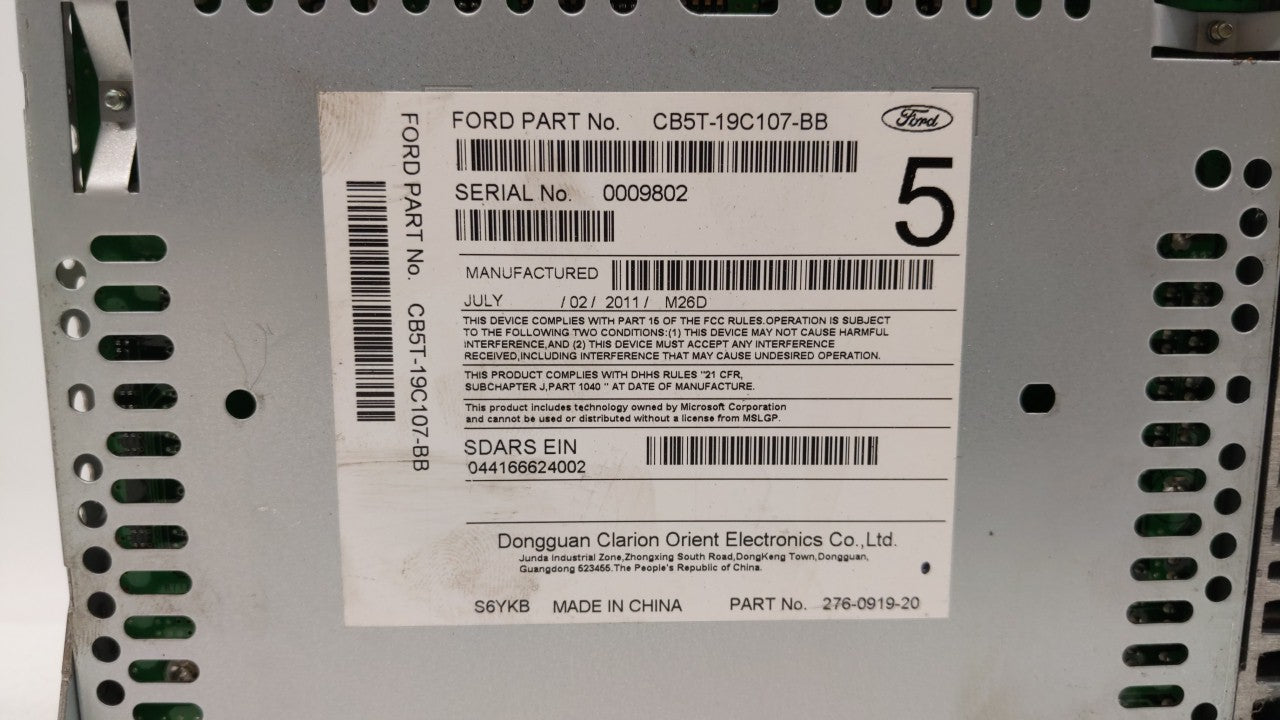 FORD PART No. CB5T-19C107-BB
Ford
SERIAL No. 0009802
5
MANUFACTURED
JULY / 02 / 2011 / M26D
THIS DEVICE COMPLIES WITH PART 15 OF THE FCC RULES.OPERATION IS SUBJECT
TO THE FOLLOWING TWO CONDITIONS:(1) THIS DEVICE MAY NOT CAUSE HARMFUL
INTERFERENCE,AND (2) THIS DEVICE MUST ACCEPT ANY INTERFERENCE
RECEIVED,INCLUDING INTERFERENCE THAT MAY CAUSE UNDESIRED OPERATION.
THIS PRODUCT COMPLIES WITH DHHS RULES "21 CFR,
SUBCHAPTER J,PART 1040 " AT DATE OF MANUFACTURE.
This product includes technology owned by Microsoft Corporation
and cannot be used or distributed without a license from MSLGP.
SDARS EIN
044166624002
Dongguan Clarion Orient Electronics Co.,Ltd.
Junda Industrial Zone,Zhongxing South Road,DongKeng Town,Dongguan,
Guangdong 523455.The People's Republic of China.
S6YKB MADE IN CHINA PART No. 276-0919-20
FORD PART No. CB5T-19C107-BB